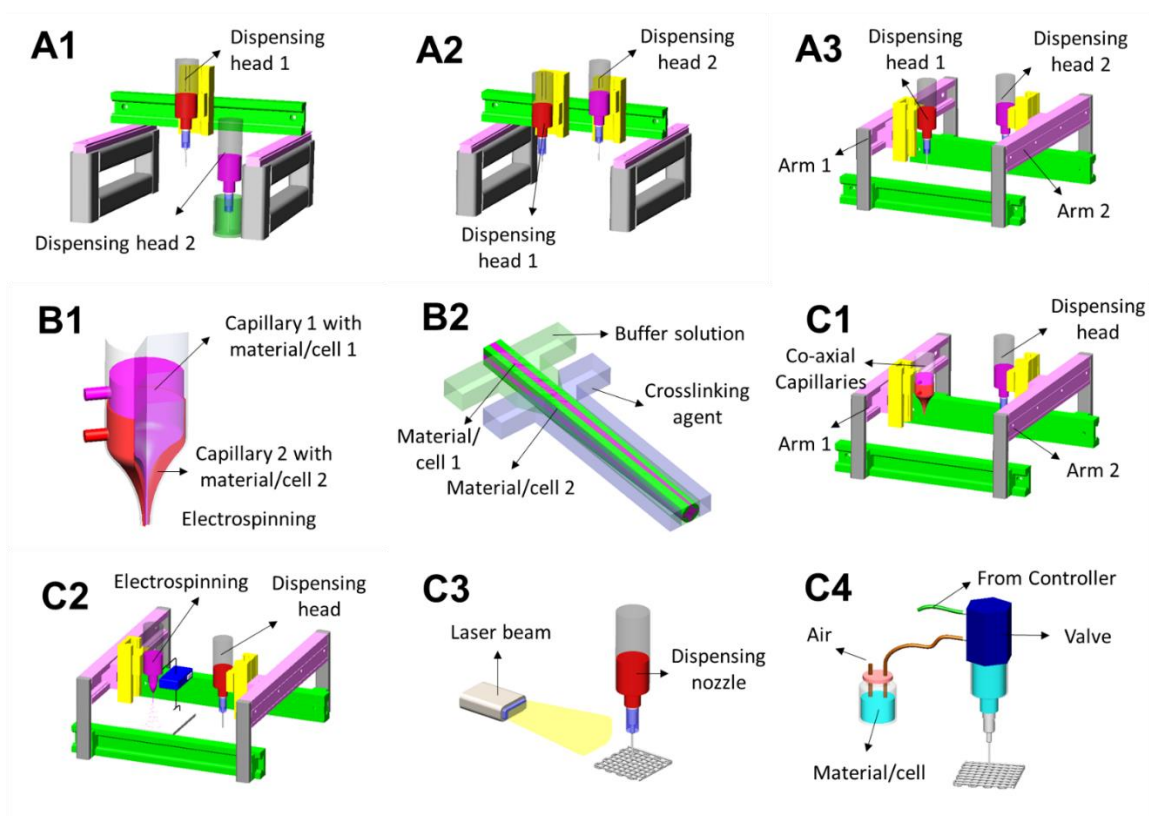 A1
Dispensing
head 1
Dispensing head 2
A2
Dispensing
head 2
Dispensing
head 1
A3
Dispensing
head 1
Dispensing
head 2
Arm 1
Arm 2
B1
Capillary 1 with
material/cell 1
Capillary 2 with
material/cell 2
Electrospinning
B2
Buffer solution
Crosslinking
agent
Material/
cell 1
Material/cell 2
C1
Dispensing
head
Co-axial
Capillaries
Arm 1
Arm 2
C2
Electrospinning
Dispensing
head
C3
Laser beam
Dispensing
nozzle
C4
From Controller
Air
Valve
Material/cell